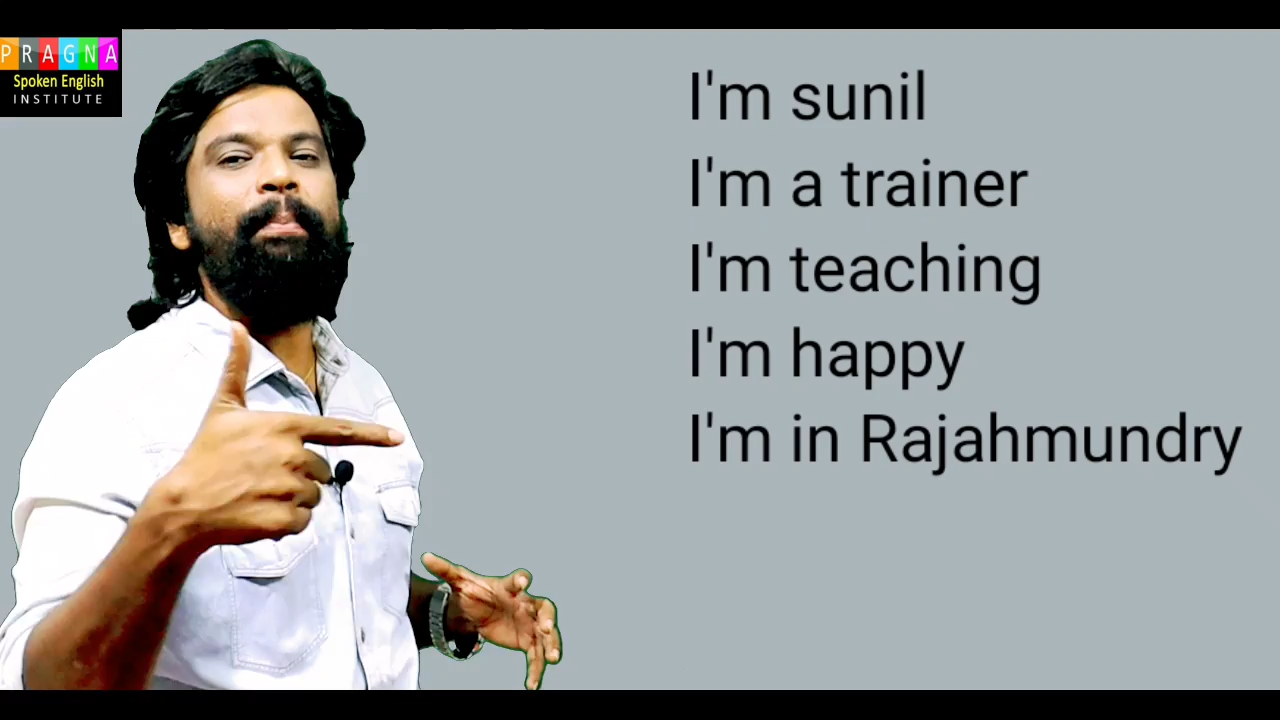 PRAGNA
Spoken English
INSTITUTE
I'm sunil
I'm a trainer
I'm teaching
I'm happy
I'm in Rajahmundry